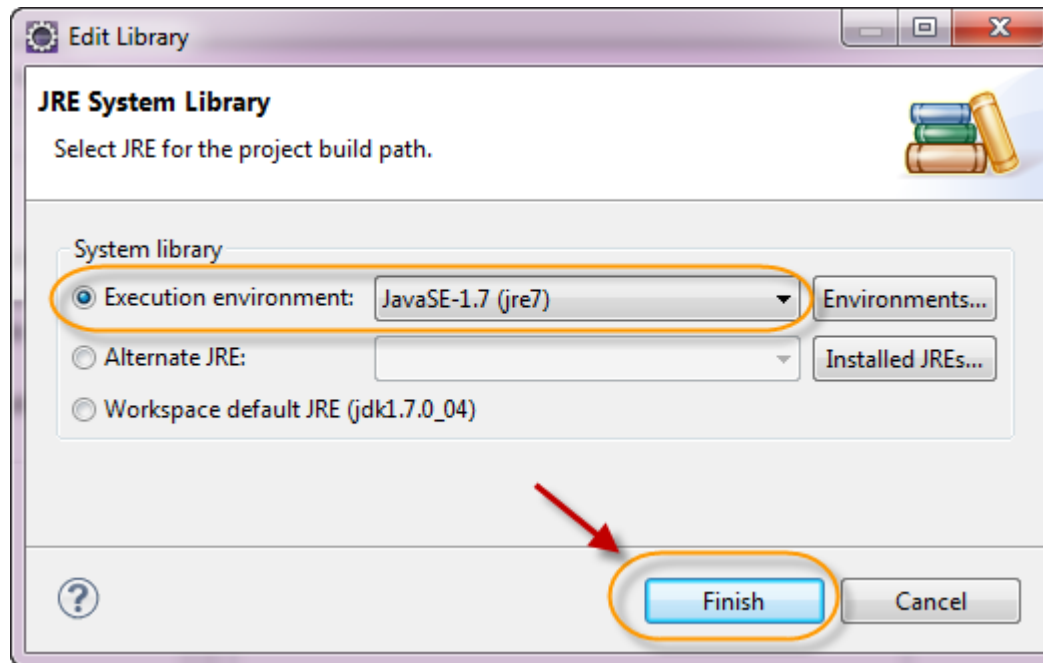 Edit Library
JRE System Library
Select JRE for the project build path.
System library
Execution environment: JavaSE-1.7 (jre7) Environments...
Alternate JRE: Installed JREs...
Workspace default JRE (jdk1.7.0_04)
? Finish Cancel